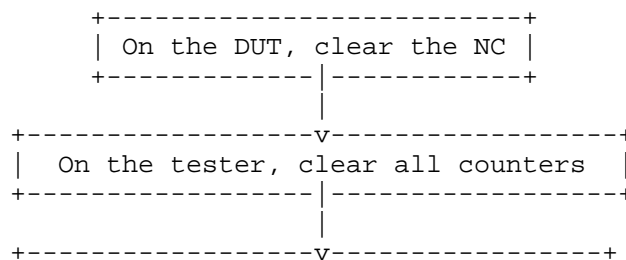 +--------------------------+
| On the DUT, clear the NC |
+-------------|------------+
|
+------------------v------------------+
|  On the tester, clear all counters  |
+------------------|------------------+
|
+------------------v-----------------+